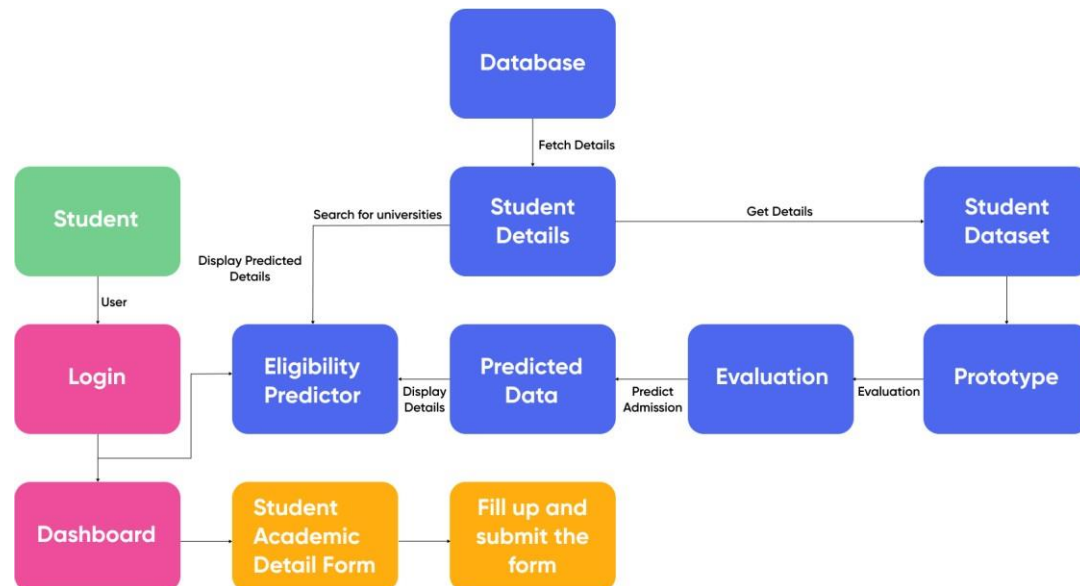 Database
Fetch Details
Student
Student
Details
Student
Dataset
Search for universities
Get Details
Display Predicted
Details
User
Login
Eligibility
Predictor
Display
Details
Predicted
Data
Predict
Admission
Evaluation
Evaluation
Prototype
Dashboard
Student
Academic
Detail Form
Fill up and
submit the
form